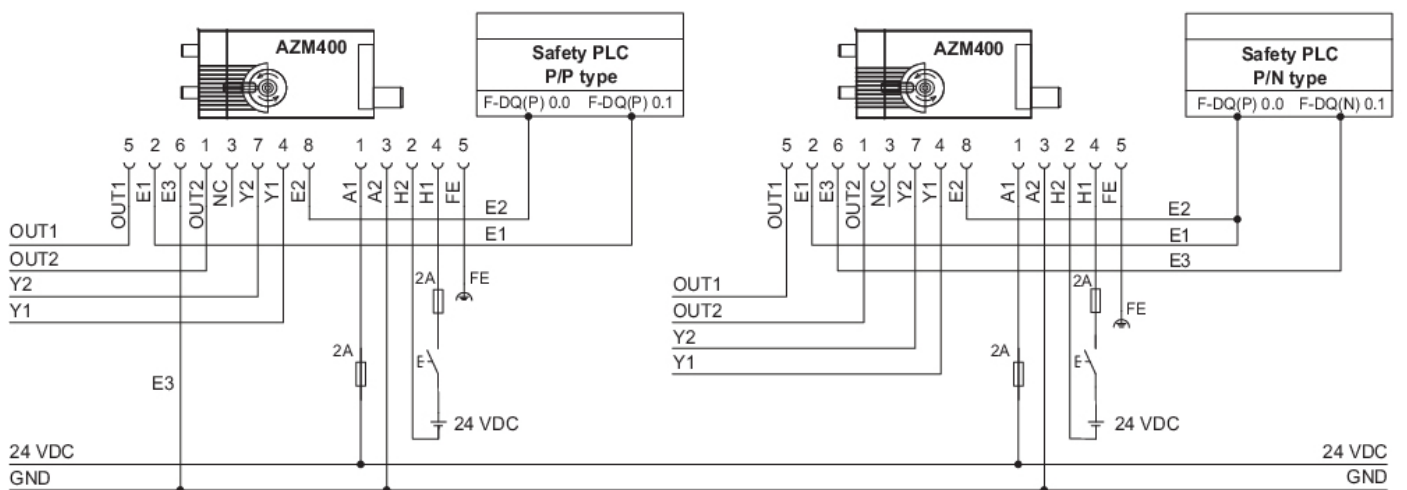 AZM400
Safety PLC
P/P type
F-DQ(P) 0.0 F-DQ(P) 0.1
5 2 6 1 3 7 4 8 1 3 2 4 5
OUT1 E1 E3 OUT2 NC Y2 Y1 E2 A1 A2 H2 H1 FE
E2
E1
OUT1
OUT2
Y2
Y1
2A
FE
2A
E3
24 VDC
AZM400
Safety PLC
P/N type
F-DQ(P) 0.0 F-DQ(N) 0.1
5 2 6 1 3 7 4 8 1 3 2 4 5
OUT1 E1 E3 OUT2 NC Y2 Y1 E2 A1 A2 H2 H1 FE
E2
E1
E3
OUT1
OUT2
Y2
Y1
2A
FE
2A
24 VDC
24 VDC 24 VDC
GND GND